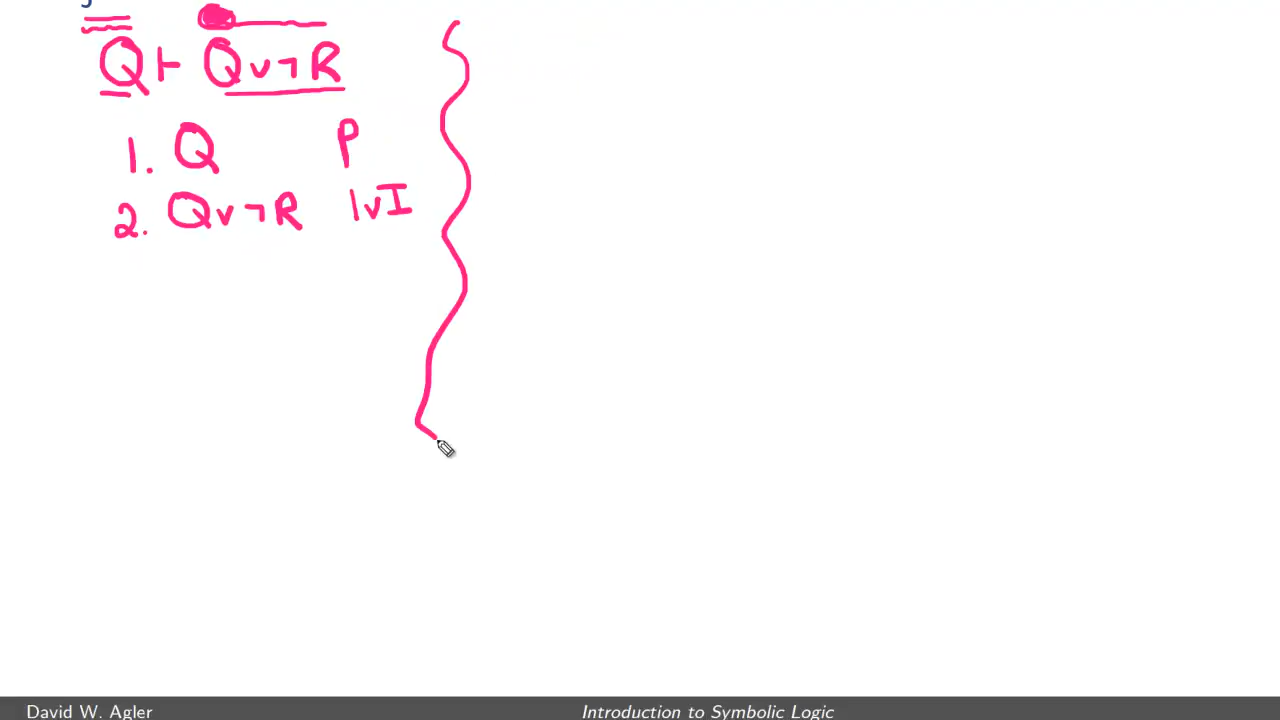 Q ⊢ Q ∨ ¬ R
1. Q P
2. Q ∨ ¬ R 1 ∨ I
David W. Agler Introduction to Symbolic Logic